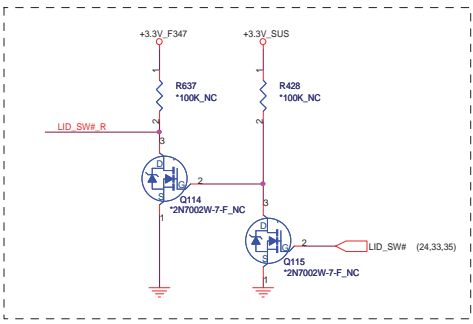 +3.3V_F347
+3.3V_SUS
1
1
R637
*100K_NC
R428
*100K_NC
2
2
LID_SW#_R
3
D
G
2
S
Q114
*2N7002W-7-F_NC
1
3
D
G
2
LID_SW# (24,33,35)
S
Q115
*2N7002W-7-F_NC
1